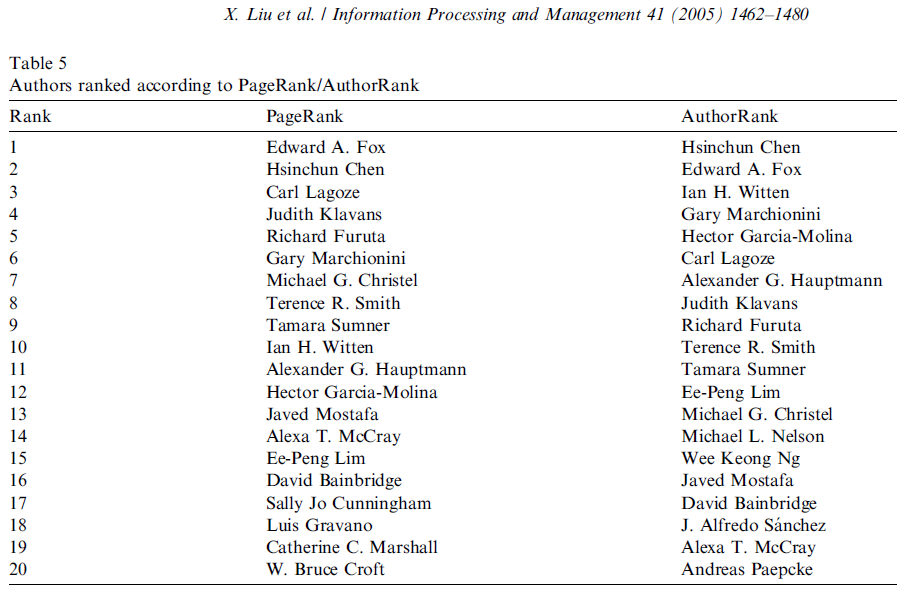 X. Liu et al. / Information Processing and Management 41 (2005) 1462–1480
Table 5
Authors ranked according to PageRank/AuthorRank
Rank PageRank AuthorRank
1 Edward A. Fox Hsinchun Chen
2 Hsinchun Chen Edward A. Fox
3 Carl Lagoze Ian H. Witten
4 Judith Klavans Gary Marchionini
5 Richard Furuta Hector Garcia-Molina
6 Gary Marchionini Carl Lagoze
7 Michael G. Christel Alexander G. Hauptmann
8 Terence R. Smith Judith Klavans
9 Tamara Sumner Richard Furuta
10 Ian H. Witten Terence R. Smith
11 Alexander G. Hauptmann Tamara Sumner
12 Hector Garcia-Molina Ee-Peng Lim
13 Javed Mostafa Michael G. Christel
14 Alexa T. McCray Michael L. Nelson
15 Ee-Peng Lim Wee Keong Ng
16 David Bainbridge Javed Mostafa
17 Sally Jo Cunningham David Bainbridge
18 Luis Gravano J. Alfredo Sánchez
19 Catherine C. Marshall Alexa T. McCray
20 W. Bruce Croft Andreas Paepcke